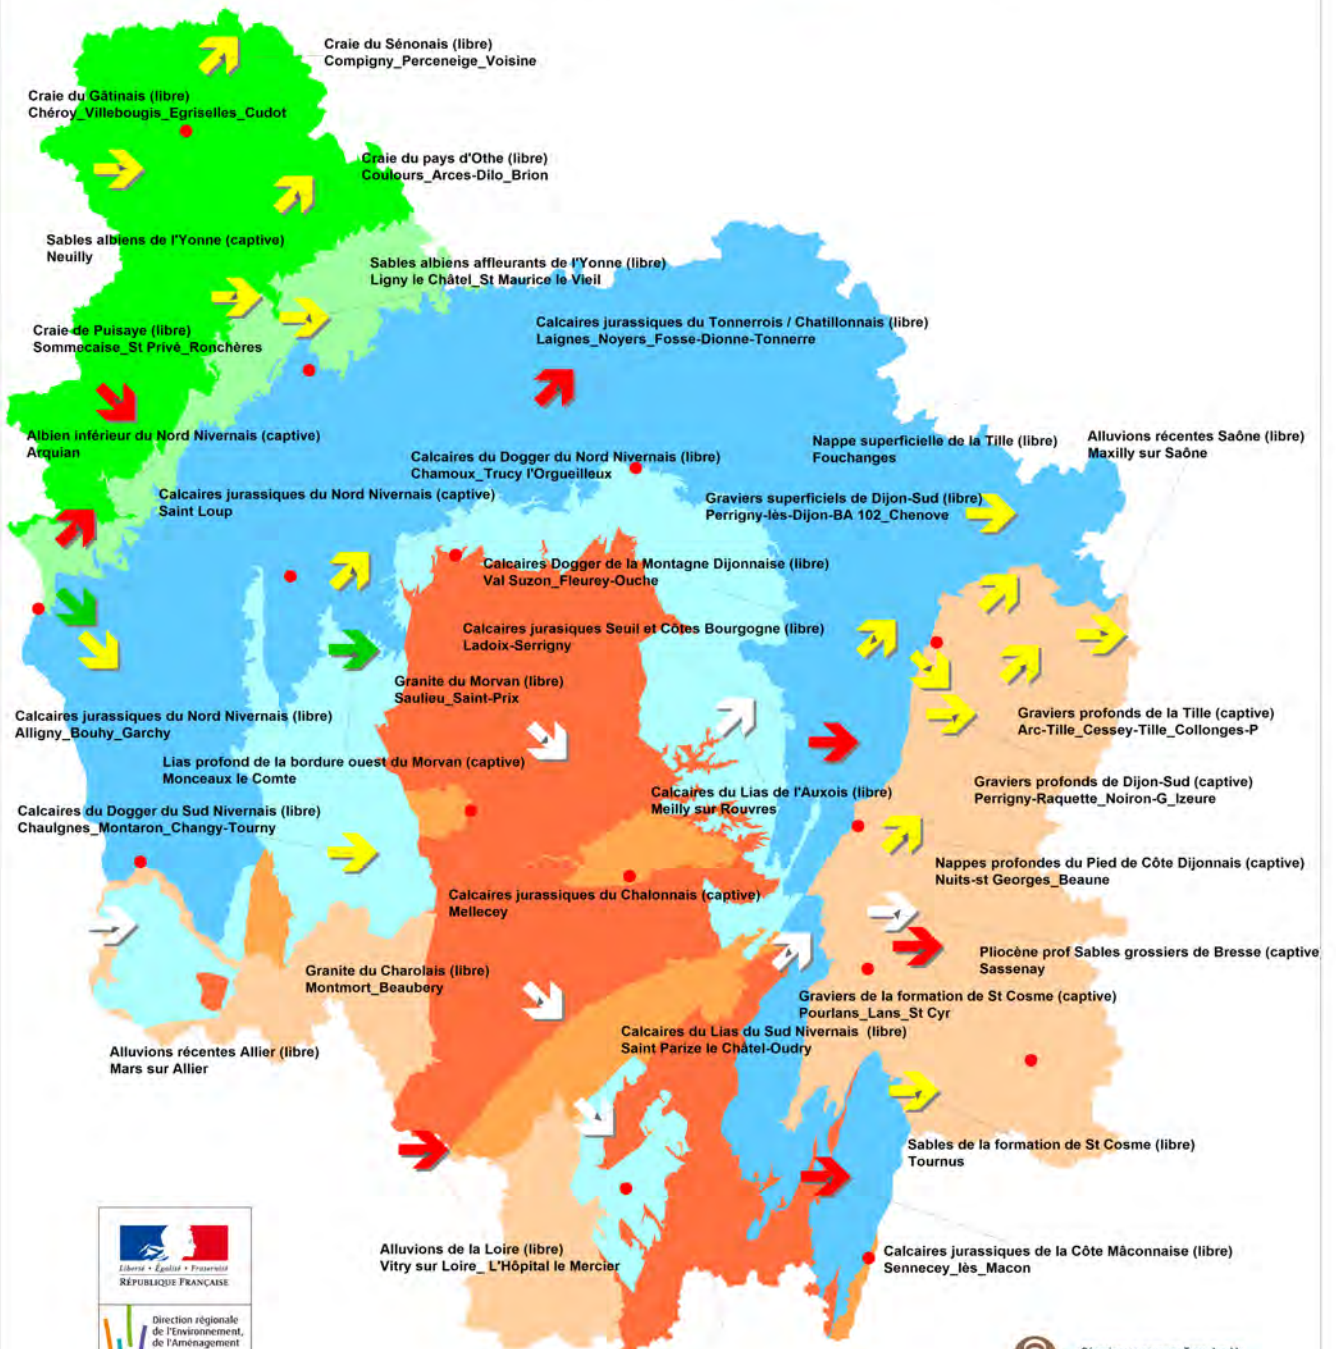 Craie du Sénonais (libre)
Compigny_Perceneige_Voisine
Craie du Gâtinais (libre)
Chéroy_Villebougis_Egriselles_Cudot
Craie du pays d'Othe (libre)
Coulours_Arces-Dilo_Brion
Sables albiens de l'Yonne (captive)
Neuilly
Sables albiens affleurants de l'Yonne (libre)
Ligny le Châtel_St Maurice le Vieil
Craie de Puisaye (libre)
Sommecaise_St Privé_Ronchères
Calcaires jurassiques du Tonnerrois / Chatillonnais (libre)
Laignes_Noyers_Fosse-Dionne-Tonnerre
Albien inférieur du Nord Nivernais (captive)
Arquian
Nappe superficielle de la Tille (libre)
Fouchanges
Alluvions récentes Saône (libre)
Maxilly sur Saône
Calcaires du Dogger du Nord Nivernais (libre)
Chamoux_Trucy l'Orgueilleux
Calcaires jurassiques du Nord Nivernais (captive)
Saint Loup
Graviers superficiels de Dijon-Sud (libre)
Perrigny-lès-Dijon-BA 102_Chenove
Calcaires Dogger de la Montagne Dijonnaise (libre)
Val Suzon_Fleurey-Ouche
Calcaires jurasiques Seuil et Côtes Bourgogne (libre)
Ladoix-Serrigny
Granite du Morvan (libre)
Saulieu_Saint-Prix
Calcaires jurassiques du Nord Nivernais (libre)
Alligny_Bouhy_Garchy
Graviers profonds de la Tille (captive)
Arc-Tille_Cessey-Tille_Collonges-P
Lias profond de la bordure ouest du Morvan (captive)
Monceaux le Comte
Graviers profonds de Dijon-Sud (captive)
Perrigny-Raquette_Noiron-G_Izeure
Calcaires du Lias de l'Auxois (libre)
Meilly sur Rouvres
Calcaires du Dogger du Sud Nivernais (libre)
Chaulgnes_Montaron_Changy-Tourny
Nappes profondes du Pied de Côte Dijonnais (captive)
Nuits-st Georges_Beaune
Calcaires jurassiques du Chalonnais (captive)
Mellecey
Pliocène prof Sables grossiers de Bresse (captive
Sassenay
Granite du Charolais (libre)
Montmort_Beaubery
Graviers de la formation de St Cosme (captive)
Pourlans_Lans_St Cyr
Calcaires du Lias du Sud Nivernais (libre)
Saint Parize le Châtel-Oudry
Alluvions récentes Allier (libre)
Mars sur Allier
Sables de la formation de St Cosme (libre)
Tournus
Alluvions de la Loire (libre)
Vitry sur Loire_ L'Hôpital le Mercier
Calcaires jurassiques de la Côte Mâconnaise (libre)
Sennecey_lès_Macon
Liberté • Égalité • Fraternité
RÉPUBLIQUE FRANÇAISE
Direction régionale
de l'Environnement,
de l'Aménagement